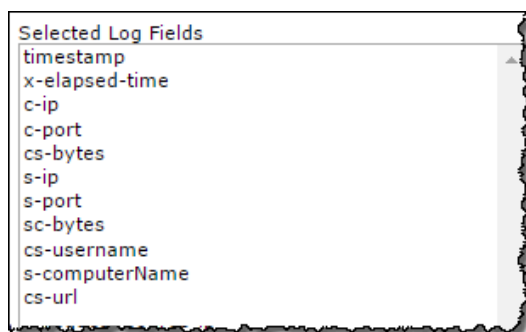 Selected Log Fields
timestamp
x-elapsed-time
c-ip
c-port
cs-bytes
s-ip
s-port
sc-bytes
cs-username
s-computerName
cs-url